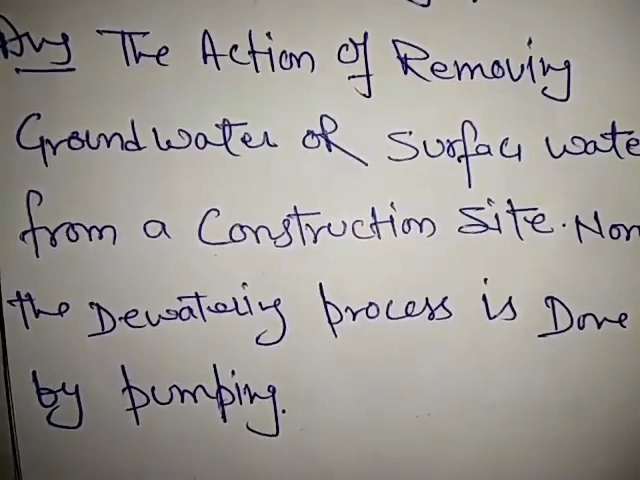 Ans The Action of Removing
Groundwater or Surface wate
from a Construction site. Nor
the Dewatering process is Done
by pumping.